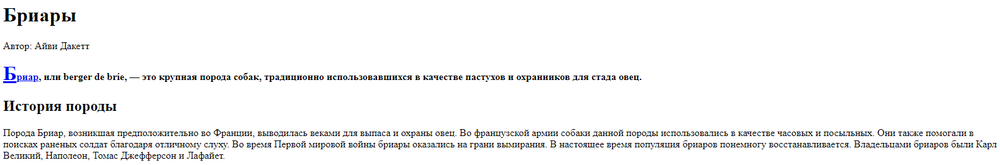 Бриары
Автор: Айви Дакетт
Бриар, или berger de brie, — это крупная порода собак, традиционно использовавшихся в качестве пастухов и охранников для стада овец.
История породы
Порода Бриар, возникшая предположительно во Франции, выводилась веками для выпаса и охраны овец. Во французской армии собаки данной породы использовались в качестве часовых и посыльных. Они также помогали в
поисках раненых солдат благодаря отличному слуху. Во время Первой мировой войны бриары оказались на грани вымирания. В настоящее время популяция бриаров понемногу восстанавливается. Владельцами бриаров были Карл
Великий, Наполеон, Томас Джефферсон и Лафайет.